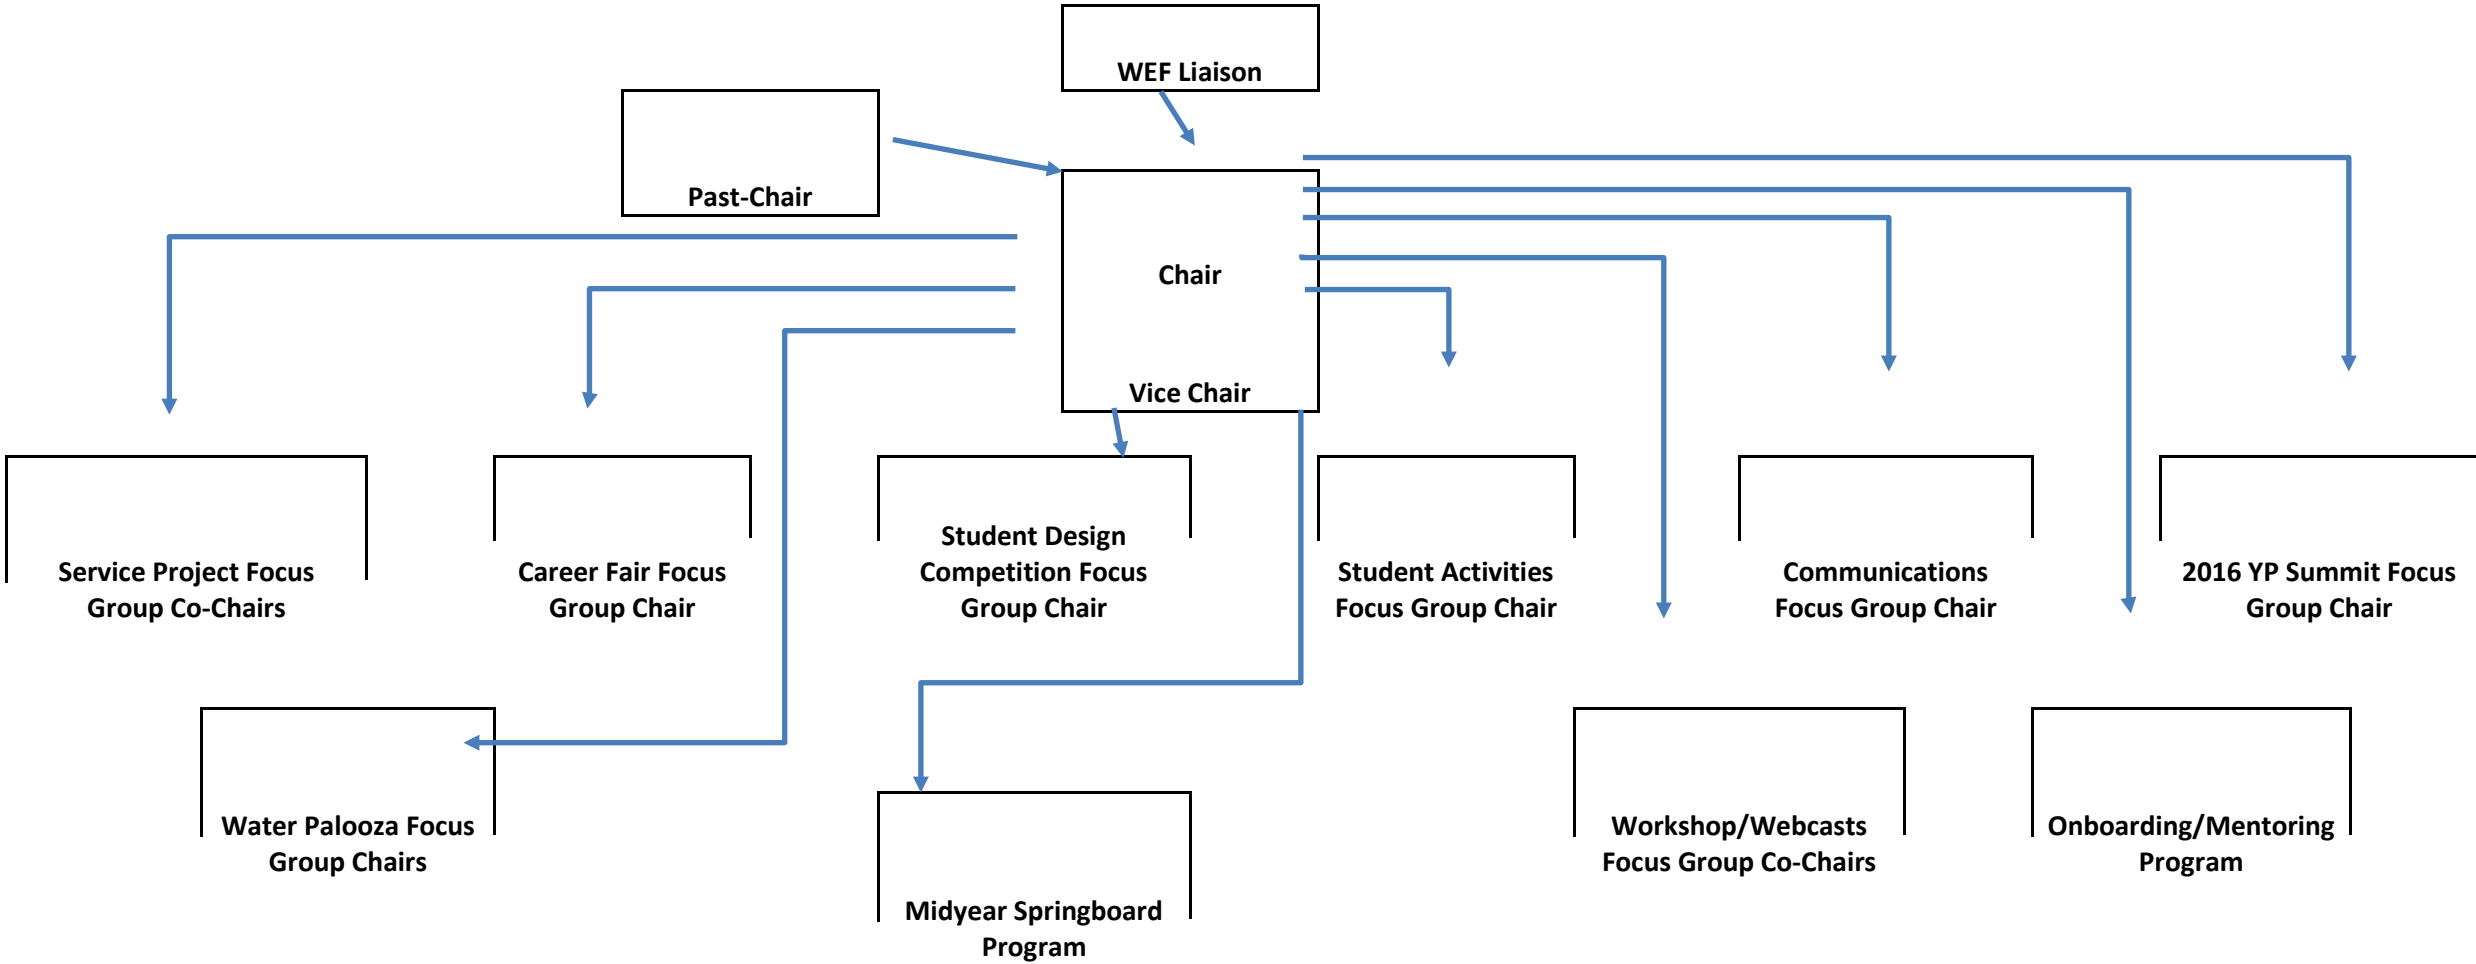 WEF Liaison
Past-Chair
Chair
Vice Chair
Service Project Focus
Group Co-Chairs
Career Fair Focus
Group Chair
Student Design
Competition Focus
Group Chair
Student Activities
Focus Group Chair
Communications
Focus Group Chair
2016 YP Summit Focus
Group Chair
Water Palooza Focus
Group Chairs
Midyear Springboard
Program
Workshop/Webcasts
Focus Group Co-Chairs
Onboarding/Mentoring
Program